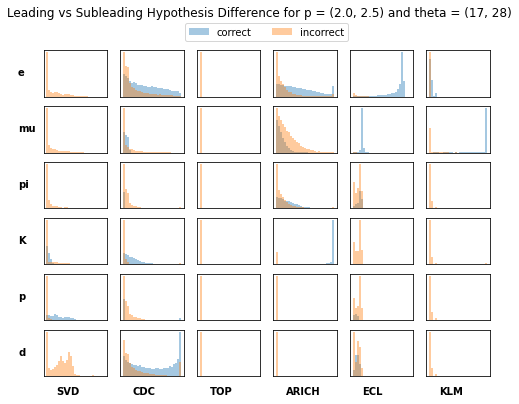 Leading vs Subleading Hypothesis Difference for p = (2.0, 2.5) and theta = (17, 28)
correct incorrect
e
mu
pi
K
p
d
SVD CDC TOP ARICH ECL KLM